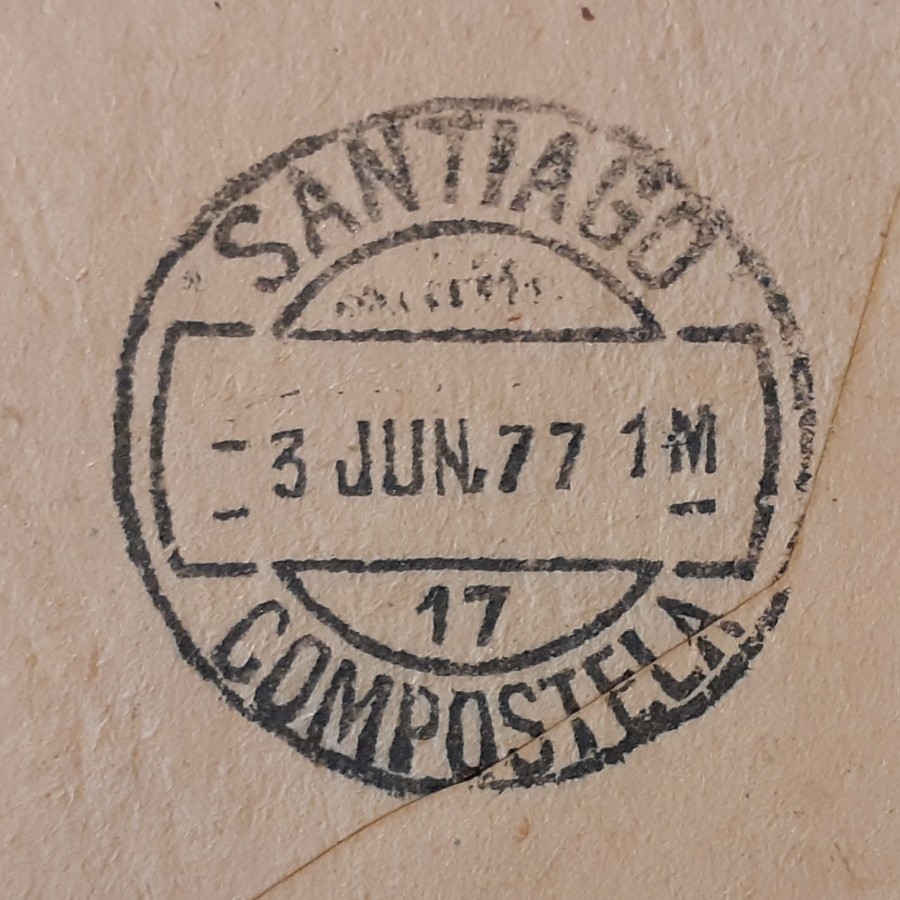 SANTIAGO
3 JUN.77 1M
17
COMPOSTELA